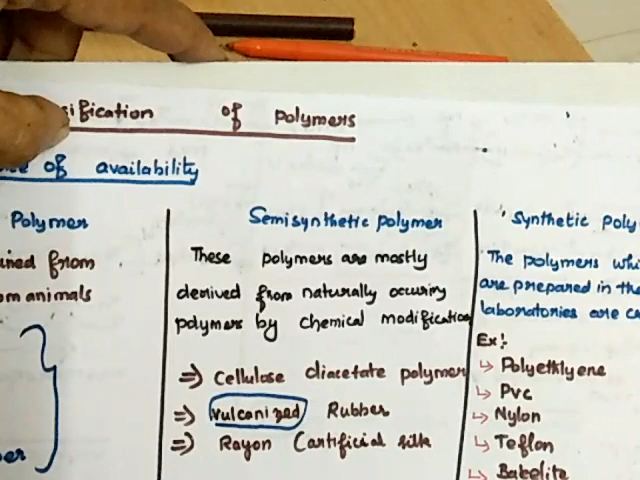 sification of polymers
of availability
Polymer
ined from
om animals
Semisynthetic polymer
These polymers are mostly
derived from naturally occuring
polymers by chemical modification
=> Cellulose diacetate polymer
=> vulcanized Rubber
=> Rayon (artificial silk
Synthetic poly
The polymers whi
are prepared in the
laboratories are c
Ex:
↳ Polyethlyene
↳ Pvc
↳ Nylon
↳ Teflon
↳ Bakelite